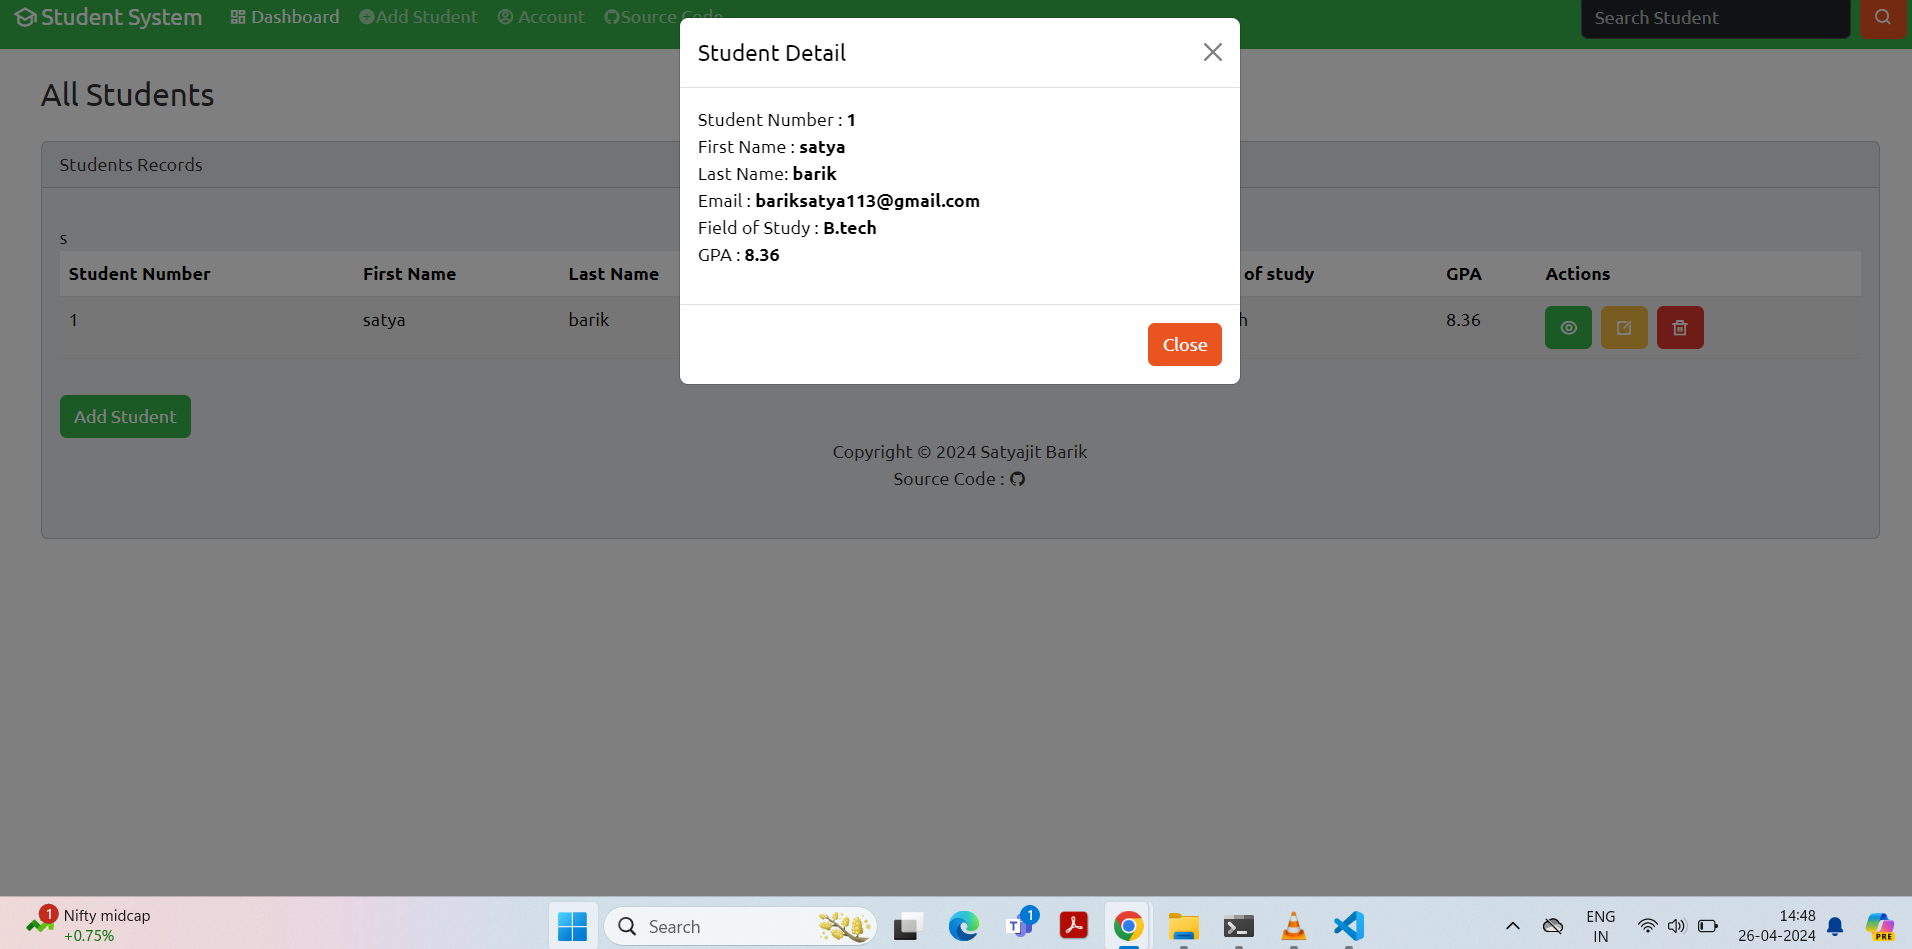 Student System Dashboard Add Student Account Source Code Search Student
Student Detail
All Students
Student Number : 1
First Name : satya
Last Name: barik
Email : bariksatya113@gmail.com
Field of Study : B.tech
GPA : 8.36
Close
Students Records
s
Student Number First Name Last Name of study GPA Actions
1 satya barik h 8.36
Add Student
Copyright © 2024 Satyajit Barik
Source Code :
1 Nifty midcap
+0.75%
Search
T 1
ENG
IN
14:48
26-04-2024
PRE